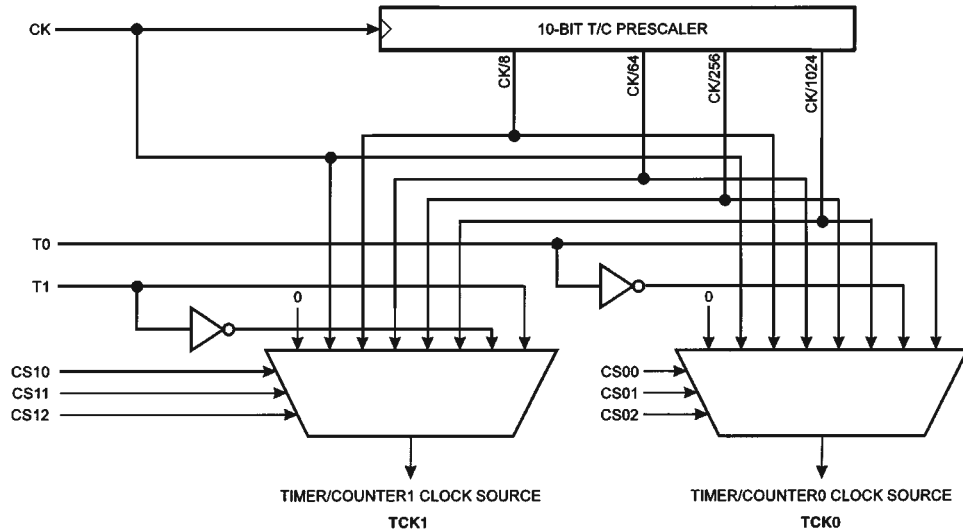 CK
10-BIT T/C PRESCALER
CK/8
CK/64
CK/256
CK/1024
T0
T1
0
0
CS10
CS11
CS12
CS00
CS01
CS02
TIMER/COUNTER1 CLOCK SOURCE
TCK1
TIMER/COUNTER0 CLOCK SOURCE
TCK0